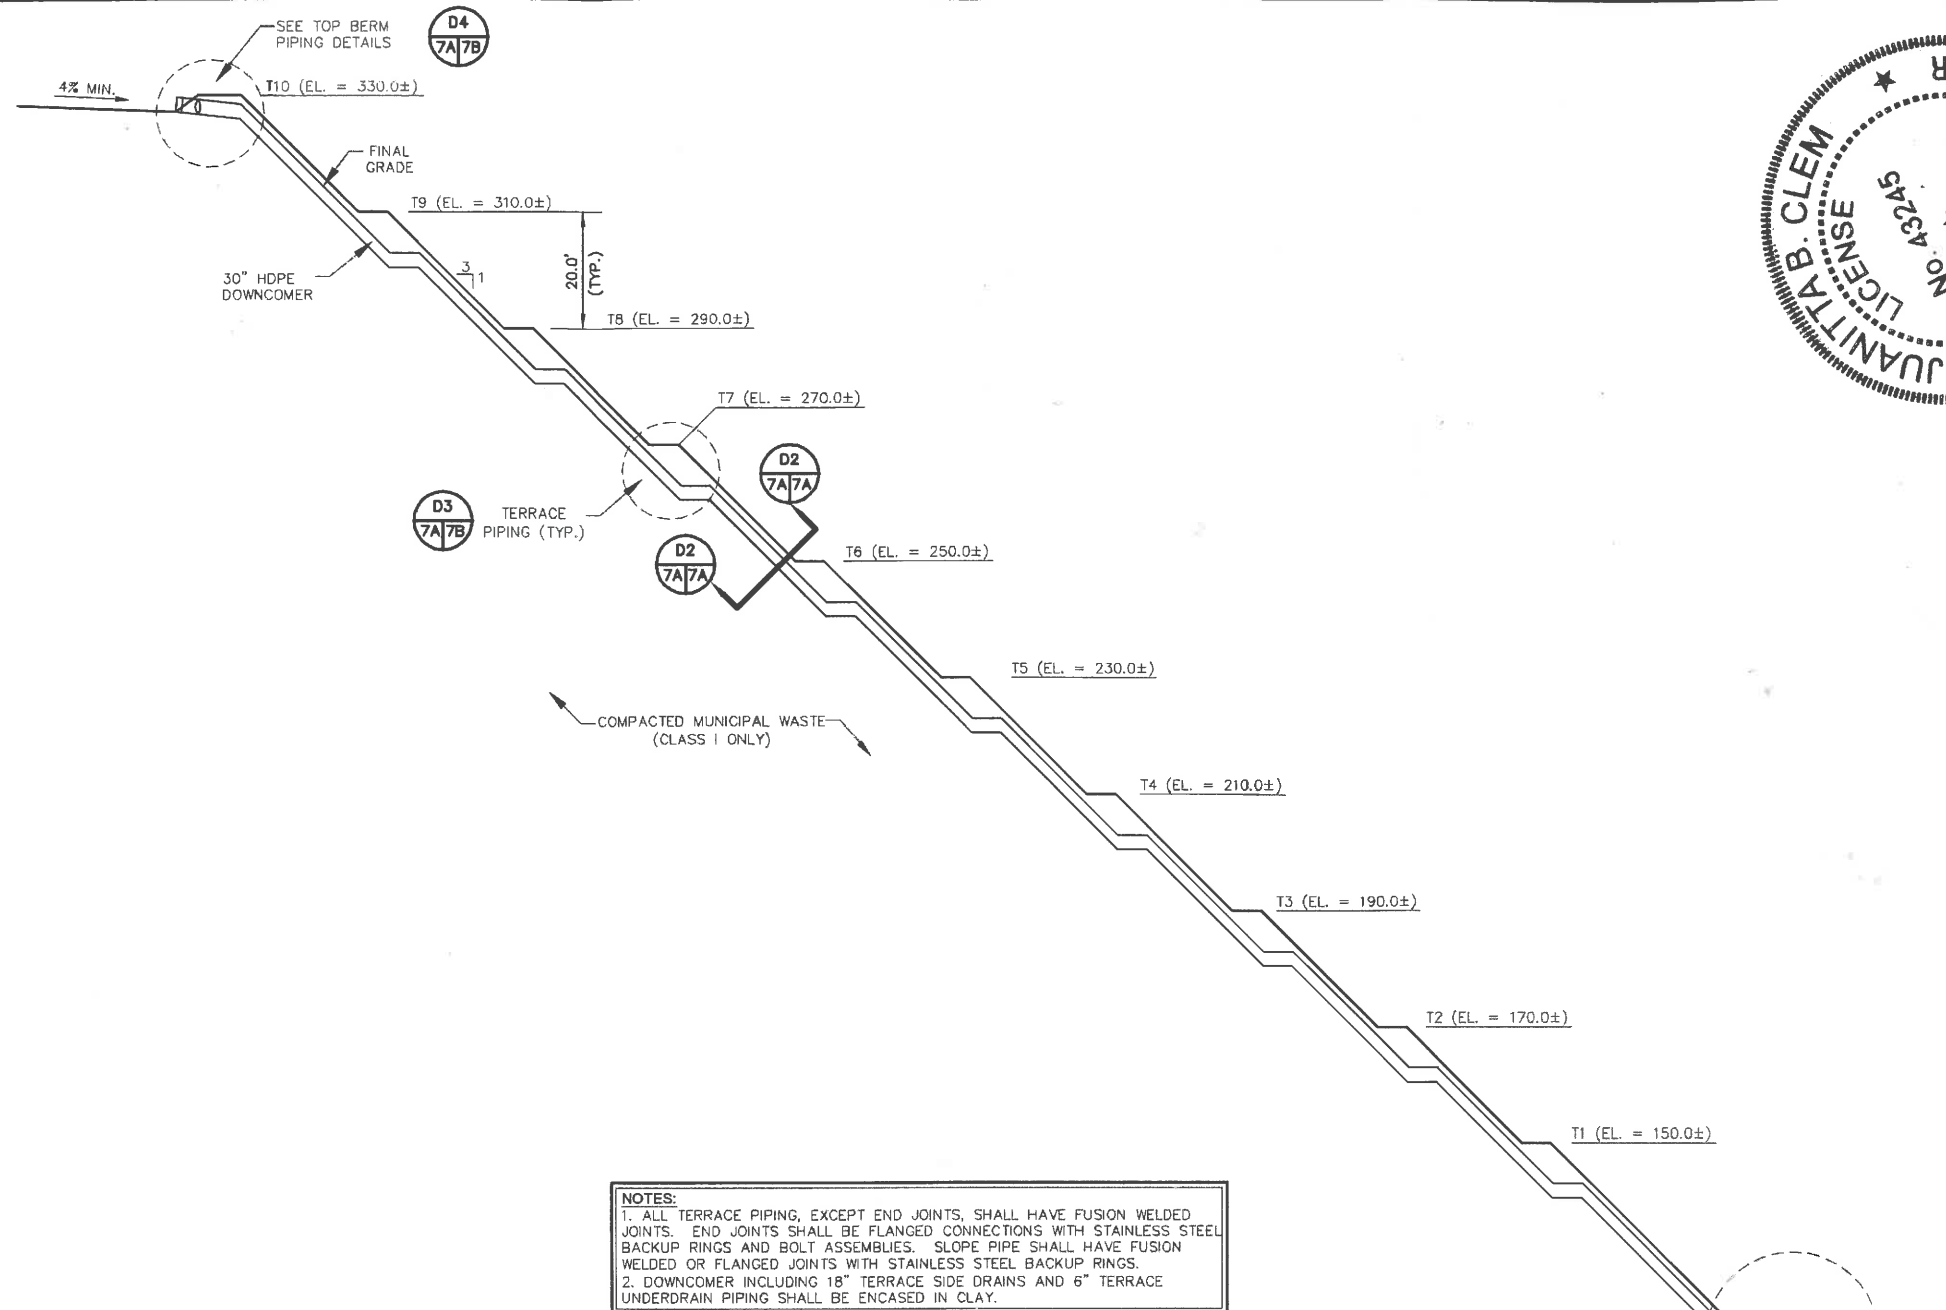 SEE TOP BERM
PIPING DETAILS
D4
7A 7B
4% MIN.
T10 (EL. = 330.0±)
FINAL
GRADE
T9 (EL. = 310.0±)
30" HDPE
DOWNCOMER
3
1
20.0'
(TYP.)
T8 (EL. = 290.0±)
T7 (EL. = 270.0±)
D2
7A 7A
D3
7A 7B
TERRACE
PIPING (TYP.)
D2
7A 7A
T6 (EL. = 250.0±)
T5 (EL. = 230.0±)
COMPACTED MUNICIPAL WASTE
(CLASS I ONLY)
T4 (EL. = 210.0±)
T3 (EL. = 190.0±)
T2 (EL. = 170.0±)
T1 (EL. = 150.0±)
NOTES:
1. ALL TERRACE PIPING, EXCEPT END JOINTS, SHALL HAVE FUSION WELDED
JOINTS. END JOINTS SHALL BE FLANGED CONNECTIONS WITH STAINLESS STEEL
BACKUP RINGS AND BOLT ASSEMBLIES. SLOPE PIPE SHALL HAVE FUSION
WELDED OR FLANGED JOINTS WITH STAINLESS STEEL BACKUP RINGS.
2. DOWNCOMER INCLUDING 18" TERRACE SIDE DRAINS AND 6" TERRACE
UNDERDRAIN PIPING SHALL BE ENCASED IN CLAY.
JUANITTA B. CLEM
LICENSE
No. 43245